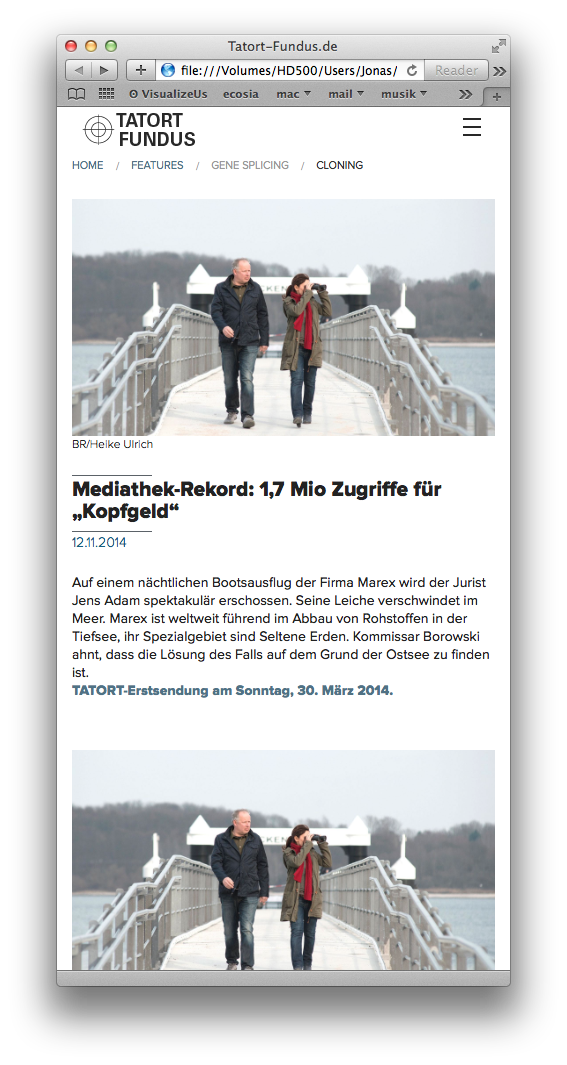 Tatort-Fundus.de
file:///Volumes/HD500/Users/Jonas/
Reader
VisualizeUs ecosia mac mail musik
TATORT
FUNDUS
HOME / FEATURES / GENE SPLICING / CLONING
BR/Heike Ulrich
Mediathek-Rekord: 1,7 Mio Zugriffe für
„Kopfgeld“
12.11.2014
Auf einem nächtlichen Bootsausflug der Firma Marex wird der Jurist
Jens Adam spektakulär erschossen. Seine Leiche verschwindet im
Meer. Marex ist weltweit führend im Abbau von Rohstoffen in der
Tiefsee, ihr Spezialgebiet sind Seltene Erden. Kommissar Borowski
ahnt, dass die Lösung des Falls auf dem Grund der Ostsee zu finden
ist.
TATORT-Erstsendung am Sonntag, 30. März 2014.